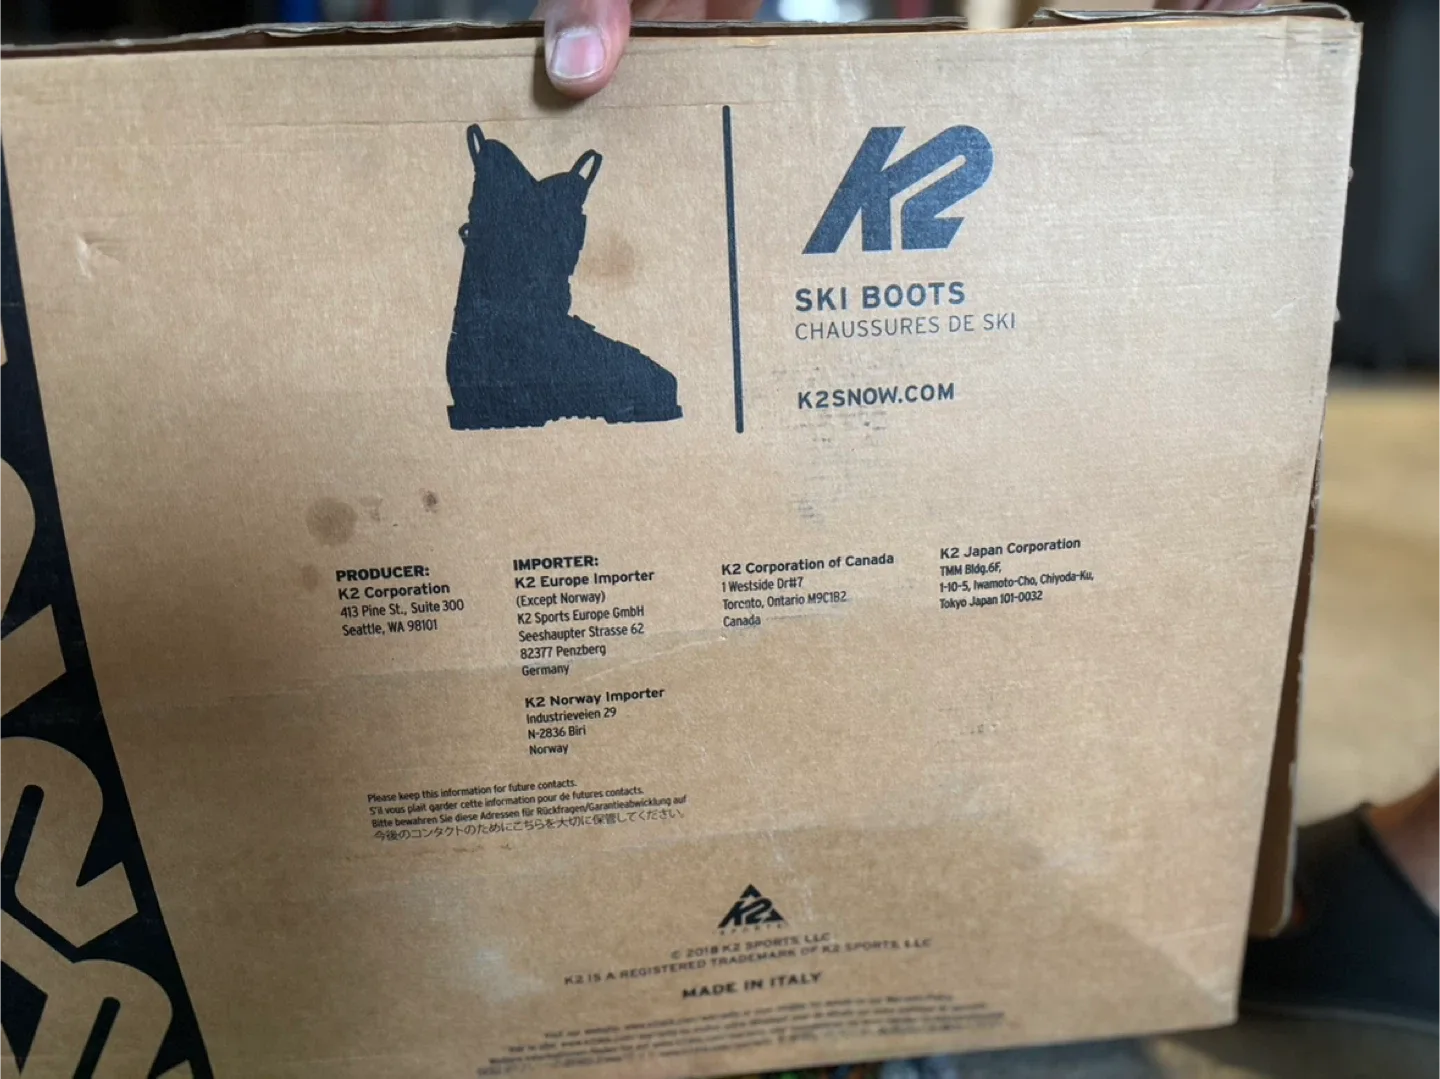 K2
SKI BOOTS
CHAUSSURES DE SKI
K2SNOW.COM
PRODUCER:
K2 Corporation
413 Pine St., Suite 300
Seattle, WA 98101
IMPORTER:
K2 Europe Importer
(Except Norway)
K2 Sports Europe GmbH
Seeshaupter Strasse 62
82377 Penzberg
Germany
K2 Norway Importer
Industrieveien 29
N-2836 Biri
Norway
K2 Corporation of Canada
1 Westside Dr#7
Toronto, Ontario M9C1B2
Canada
K2 Japan Corporation
TMM Bldg.6F,
1-10-5, Iwamoto-Cho, Chiyoda-Ku,
Tokyo Japan 101-0032
Please keep this information for future contacts.
S'il vous plait garder cette information pour de futures contacts.
Bitte bewahren Sie diese Adressen für Rückfragen/Garantieabwicklung auf
今後のコンタクトのためにこちらを大切に保管してください。
K2
SPORTS
© 2018 K2 SPORTS, LLC
K2 IS A REGISTERED TRADEMARK OF K2 SPORTS, LLC
MADE IN ITALY